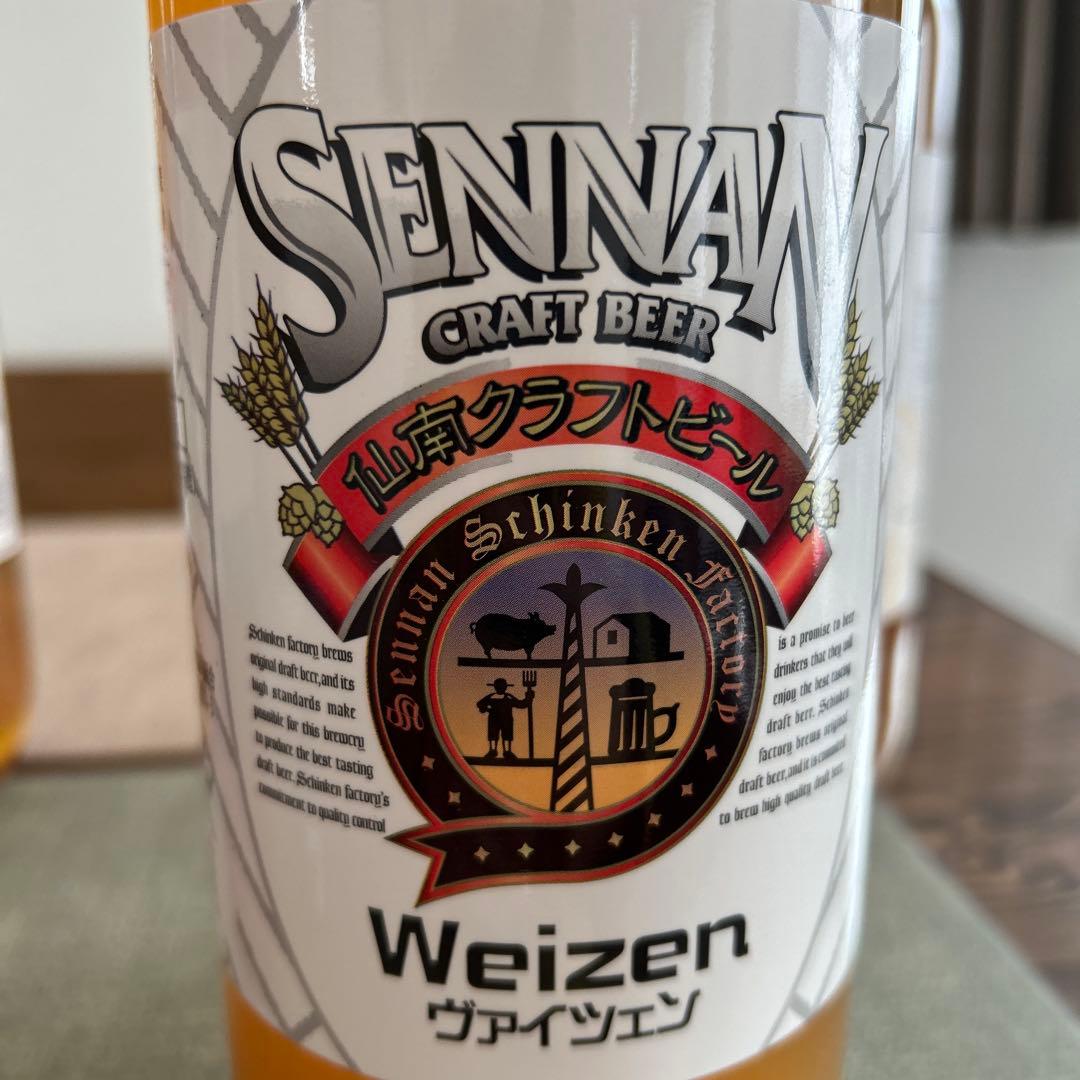 SENNAN
CRAFT BEER
仙南クラフトビール
Sennan Schinken Factory
Schinken factory brews
original draft beer,and its
high standards make
possible for this brewery
to produce the best tasting
draft beer. Schinken factory's
commitment to quality control
is a promise to beer
drinkers that they will
enjoy the best tasting
draft beer. Schinken
factory brews original
draft beer,and it is commited
to brew high quality draft beer.
Weizen
ヴァイツェン